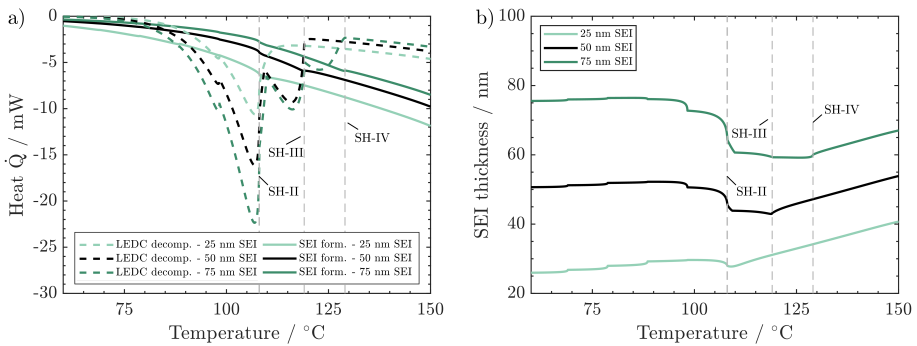 a)
0
-5
-10
-15
-20
-25
-30
75
100
125
150
Heat Q̇ / mW
Temperature / °C
SH-II
SH-III
SH-IV
LEDC decomp. - 25 nm SEI
LEDC decomp. - 50 nm SEI
LEDC decomp. - 75 nm SEI
SEI form. - 25 nm SEI
SEI form. - 50 nm SEI
SEI form. - 75 nm SEI
b)
100
80
60
40
20
75
100
125
150
SEI thickness / nm
Temperature / °C
25 nm SEI
50 nm SEI
75 nm SEI
SH-III
SH-IV
SH-II